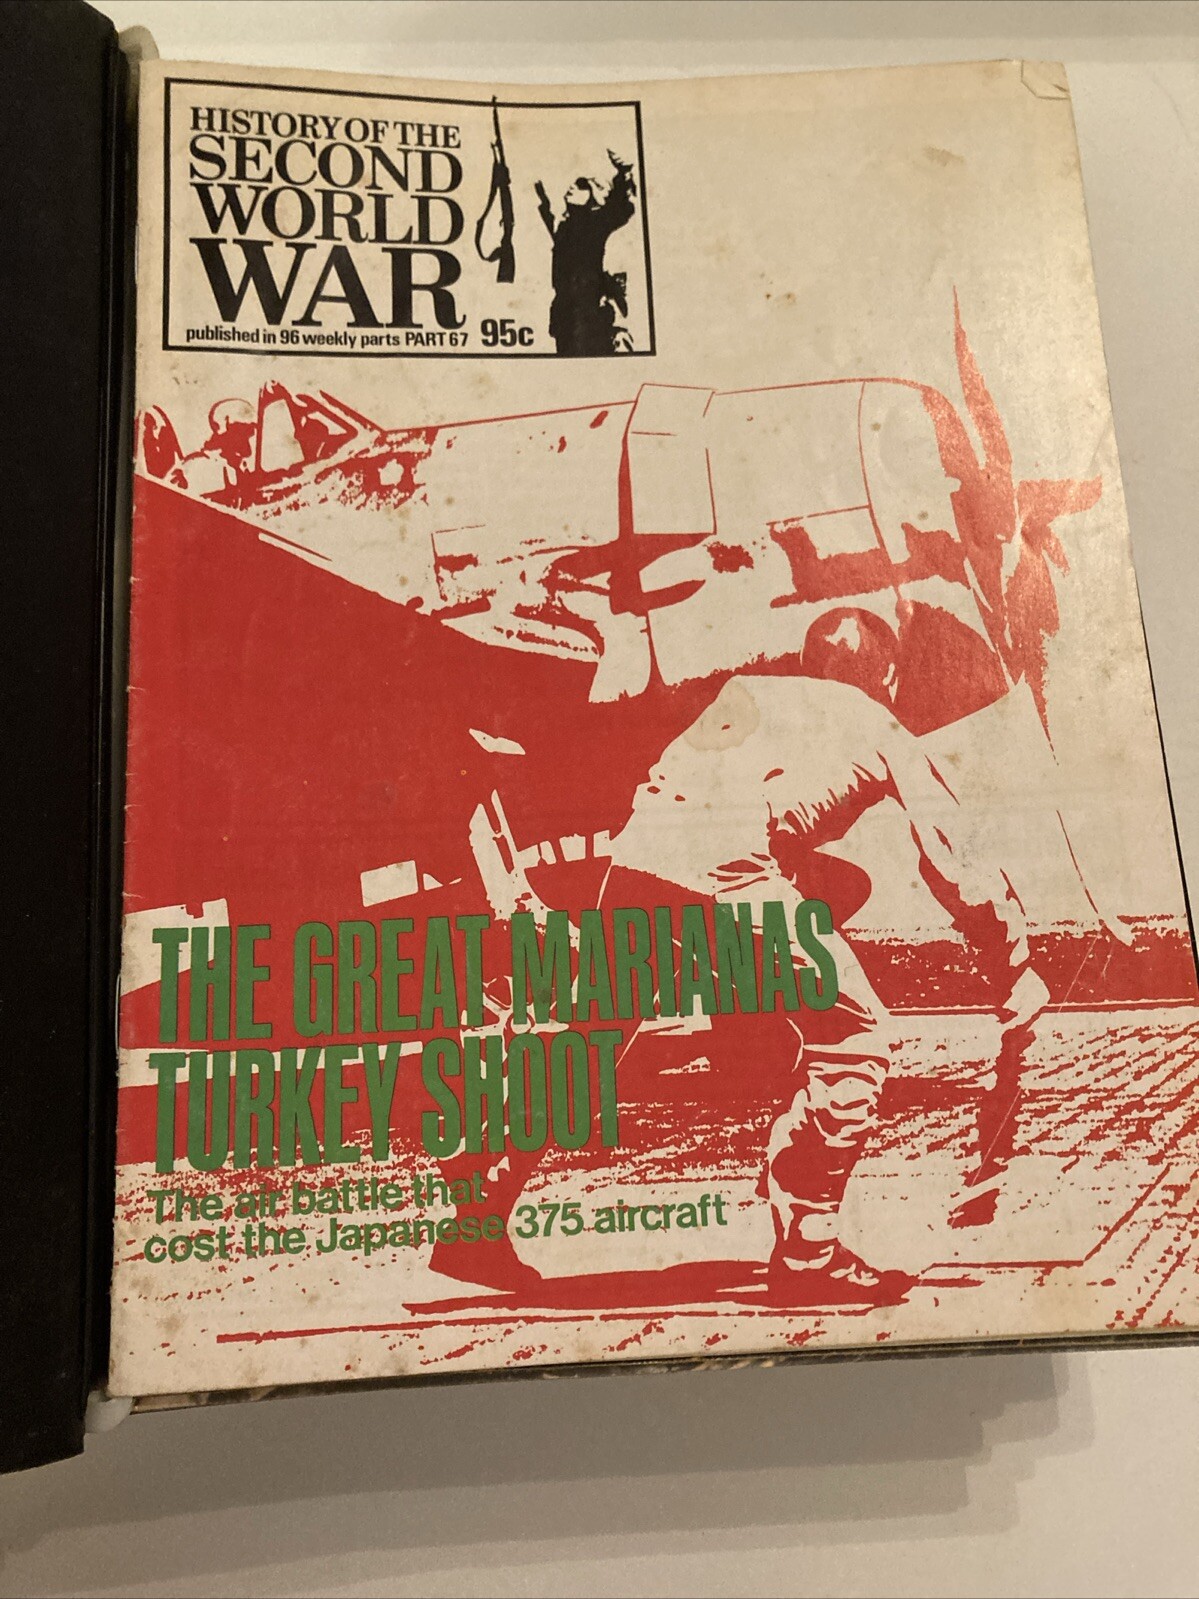 HISTORY OF THE
SECOND
WORLD
WAR
published in 96 weekly parts PART 67 95c
THE GREAT MARIANAS
TURKEY SHOOT
The air battle that
cost the Japanese 375 aircraft